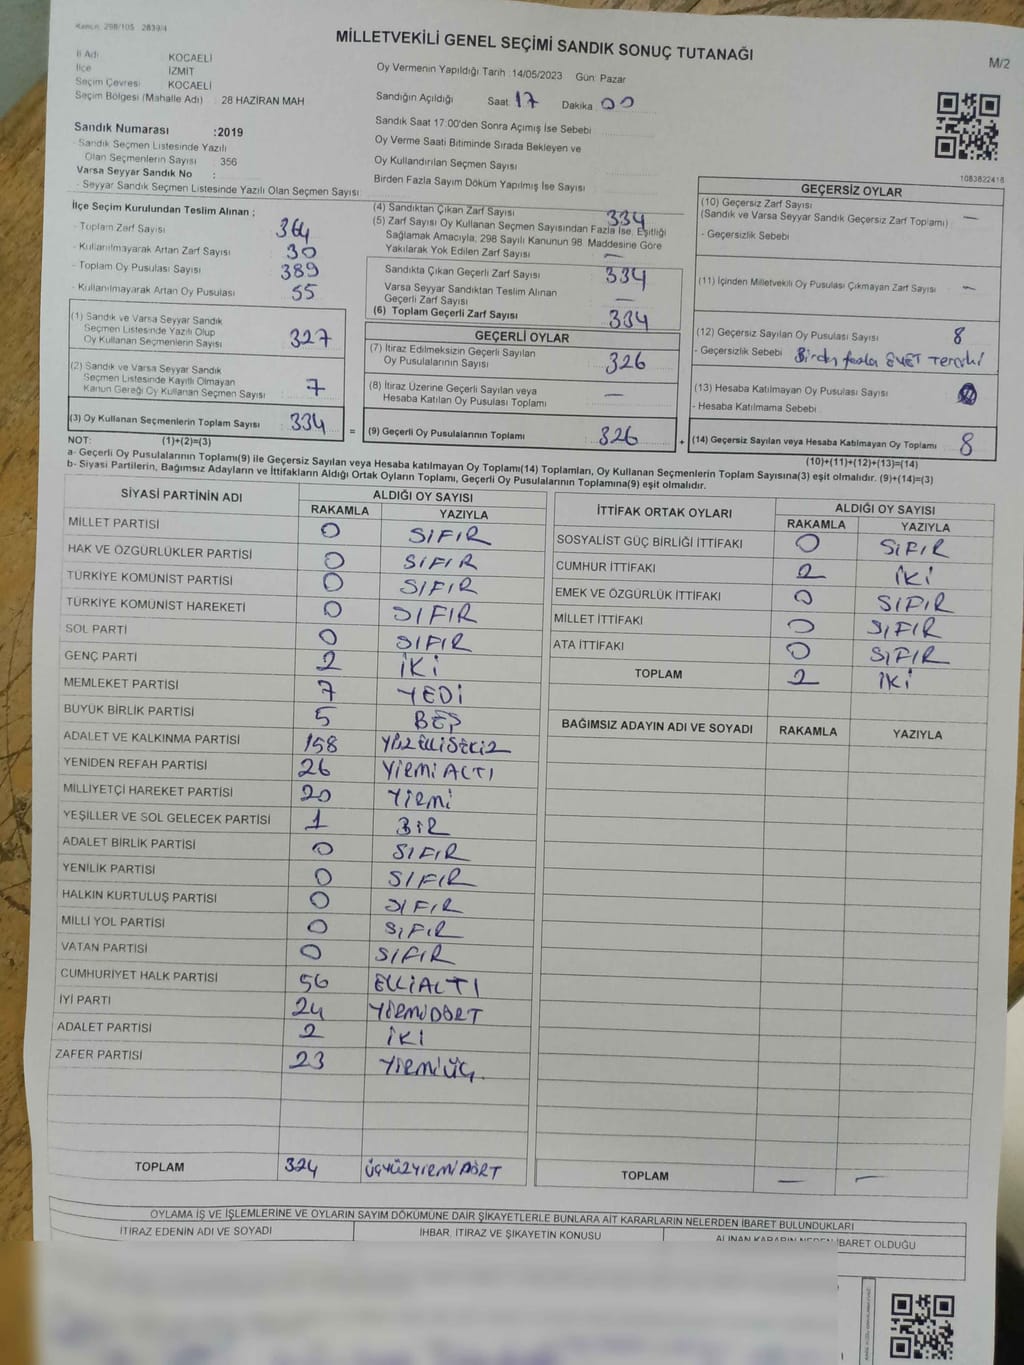 Kanun: 298/105 2839/4
MİLLETVEKİLİ GENEL SEÇİMİ SANDIK SONUÇ TUTANAĞI
M/2
İl Adı KOCAELİ
İlçe İZMİT
Seçim Çevresi KOCAELİ
Seçim Bölgesi (Mahalle Adı) : 28 HAZİRAN MAH
Sandık Numarası :2019
- Sandık Seçmen Listesinde Yazılı
Olan Seçmenlerin Sayısı : 356
Varsa Seyyar Sandık No :
- Seyyar Sandık Seçmen Listesinde Yazılı Olan Seçmen Sayısı
Oy Vermenin Yapıldığı Tarih :14/05/2023 Gün: Pazar
Sandığın Açıldığı Saat 17 Dakika 00
Sandık Saat 17:00'den Sonra Açımış İse Sebebi
Oy Verme Saati Bitiminde Sırada Bekleyen ve
Oy Kullandırılan Seçmen Sayısı
Birden Fazla Sayım Döküm Yapılmış İse Sayısı
1083822416
İlçe Seçim Kurulundan Teslim Alınan ;
- Toplam Zarf Sayısı 364
- Kullanılmayarak Artan Zarf Sayısı 30
- Toplam Oy Pusulası Sayısı 389
- Kullanılmayarak Artan Oy Pusulası 55
(1) Sandık ve Varsa Seyyar Sandık
Seçmen Listesinde Yazılı Olup
Oy Kullanan Seçmenlerin Sayısı 327
(2) Sandık ve Varsa Seyyar Sandık
Seçmen Listesinde Kayıtlı Olmayan
Kanun Gereği Oy Kullanan Seçmen Sayısı 7
(3) Oy Kullanan Seçmenlerin Toplam Sayısı 334 =
(4) Sandıktan Çıkan Zarf Sayısı 334
(5) Zarf Sayısı Oy Kullanan Seçmen Sayısından Fazla İse, Eşitliği
Sağlamak Amacıyla, 298 Sayılı Kanunun 98. Maddesine Göre
Yakılarak Yok Edilen Zarf Sayısı —
Sandıkta Çıkan Geçerli Zarf Sayısı 334
Varsa Seyyar Sandıktan Teslim Alınan
Geçerli Zarf Sayısı —
(6) Toplam Geçerli Zarf Sayısı 334
GEÇERLİ OYLAR
(7) İtiraz Edilmeksizin Geçerli Sayılan
Oy Pusulalarının Sayısı 326
(8) İtiraz Üzerine Geçerli Sayılan veya
Hesaba Katılan Oy Pusulası Toplamı —
(9) Geçerli Oy Pusulalarının Toplamı 326 +
GEÇERSİZ OYLAR
(10) Geçersiz Zarf Sayısı
(Sandık ve Varsa Seyyar Sandık Geçersiz Zarf Toplamı) —
- Geçersizlik Sebebi
(11) İçinden Milletvekili Oy Pusulası Çıkmayan Zarf Sayısı —
(12) Geçersiz Sayılan Oy Pusulası Sayısı 8
- Geçersizlik Sebebi Birden fazla EVET Tercihi
(13) Hesaba Katılmayan Oy Pusulası Sayısı
- Hesaba Katılmama Sebebi
(14) Geçersiz Sayılan veya Hesaba Katılmayan Oy Toplamı 8
NOT: (1)+(2)=(3)
(10)+(11)+(12)+(13)=(14)
a- Geçerli Oy Pusulalarının Toplamı(9) ile Geçersiz Sayılan veya Hesaba katılmayan Oy Toplamı(14) Toplamları, Oy Kullanan Seçmenlerin Toplam Sayısına(3) eşit olmalıdır. (9)+(14)=(3)
b- Siyasi Partilerin, Bağımsız Adayların ve İttifakların Aldığı Ortak Oyların Toplamı, Geçerli Oy Pusulalarının Toplamına(9) eşit olmalıdır.
SİYASİ PARTİNİN ADI ALDIĞI OY SAYISI
RAKAMLA YAZIYLA
MİLLET PARTİSİ 0 SIFIR
HAK VE ÖZGÜRLÜKLER PARTİSİ 0 SIFIR
TÜRKİYE KOMÜNİST PARTİSİ 0 SIFIR
TÜRKİYE KOMÜNİST HAREKETİ 0 SIFIR
SOL PARTİ 0 SIFIR
GENÇ PARTİ 2 İKİ
MEMLEKET PARTİSİ 7 YEDİ
BÜYÜK BİRLİK PARTİSİ 5 BEŞ
ADALET VE KALKINMA PARTİSİ 158 YÜZELLİSEKİZ
YENİDEN REFAH PARTİSİ 26 YİRMİALTI
MİLLİYETÇİ HAREKET PARTİSİ 20 YİRMİ
YEŞİLLER VE SOL GELECEK PARTİSİ 1 BİR
ADALET BİRLİK PARTİSİ 0 SIFIR
YENİLİK PARTİSİ 0 SIFIR
HALKIN KURTULUŞ PARTİSİ 0 SIFIR
MİLLİ YOL PARTİSİ 0 SIFIR
VATAN PARTİSİ 0 SIFIR
CUMHURİYET HALK PARTİSİ 56 ELLİALTI
İYİ PARTİ 24 YİRMİDÖRT
ADALET PARTİSİ 2 İKİ
ZAFER PARTİSİ 23 YİRMİÜÇ
TOPLAM 324 ÜÇYÜZYİRMİDÖRT
İTTİFAK ORTAK OYLARI ALDIĞI OY SAYISI
RAKAMLA YAZIYLA
SOSYALİST GÜÇ BİRLİĞİ İTTİFAKI 0 SIFIR
CUMHUR İTTİFAKI 2 İKİ
EMEK VE ÖZGÜRLÜK İTTİFAKI 0 SIFIR
MİLLET İTTİFAKI 0 SIFIR
ATA İTTİFAKI 0 SIFIR
TOPLAM 2 İKİ
BAĞIMSIZ ADAYIN ADI VE SOYADI RAKAMLA YAZIYLA
TOPLAM — —
OYLAMA İŞ VE İŞLEMLERİNE VE OYLARIN SAYIM DÖKÜMÜNE DAİR ŞİKAYETLERLE BUNLARA AİT KARARLARIN NELERDEN İBARET BULUNDUKLARI
İTİRAZ EDENİN ADI VE SOYADI İHBAR, İTİRAZ VE ŞİKAYETİN KONUSU ALINAN KARARIN NEDEN İBARET OLDUĞU